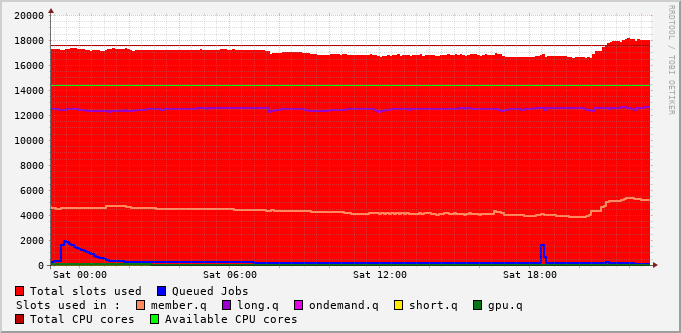 RRDTOOL / TOBI OETIKER
20000
18000
16000
14000
12000
10000
8000
6000
4000
2000
0
Sat 00:00 Sat 06:00 Sat 12:00 Sat 18:00
Total slots used Queued Jobs
Slots used in : member.q long.q ondemand.q short.q gpu.q
Total CPU cores Available CPU cores